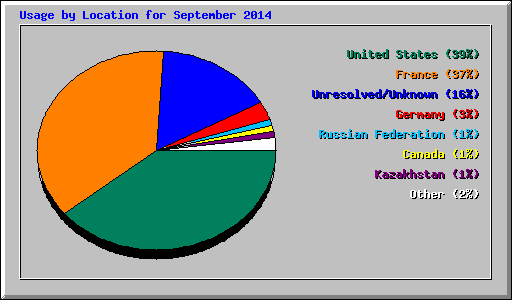 Usage by Location for September 2014
United States (39%)
France (37%)
Unresolved/Unknown (16%)
Germany (3%)
Russian Federation (1%)
Canada (1%)
Kazakhstan (1%)
Other (2%)